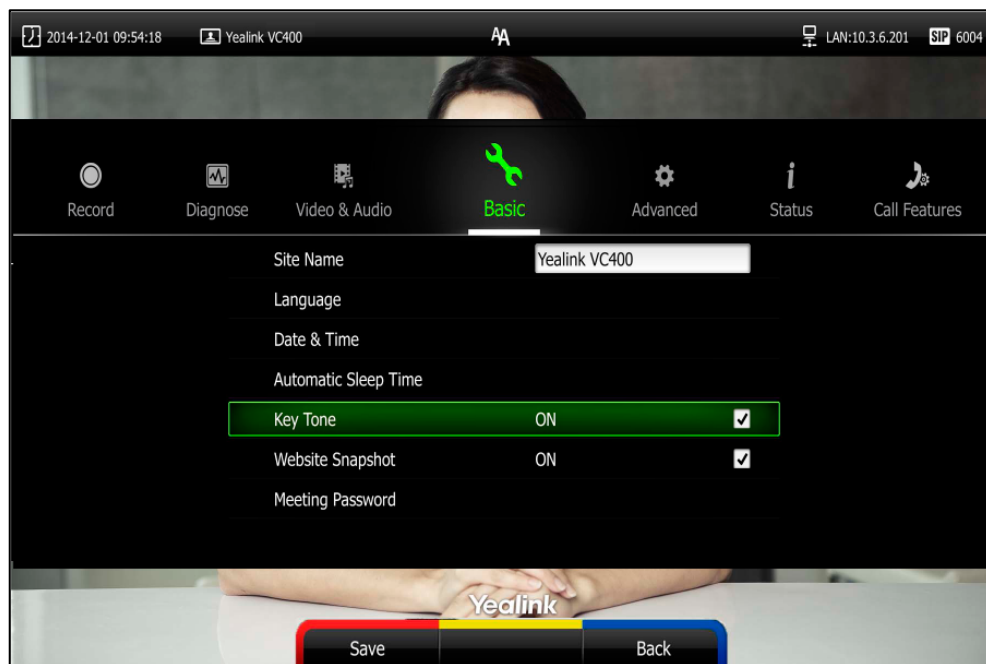 2014-12-01 09:54:18 Yealink VC400 AA LAN:10.3.6.201 SIP 6004
Record Diagnose Video & Audio Basic Advanced Status Call Features
Site Name Yealink VC400
Language
Date & Time
Automatic Sleep Time
Key Tone ON
Website Snapshot ON
Meeting Password
Yealink
Save Back